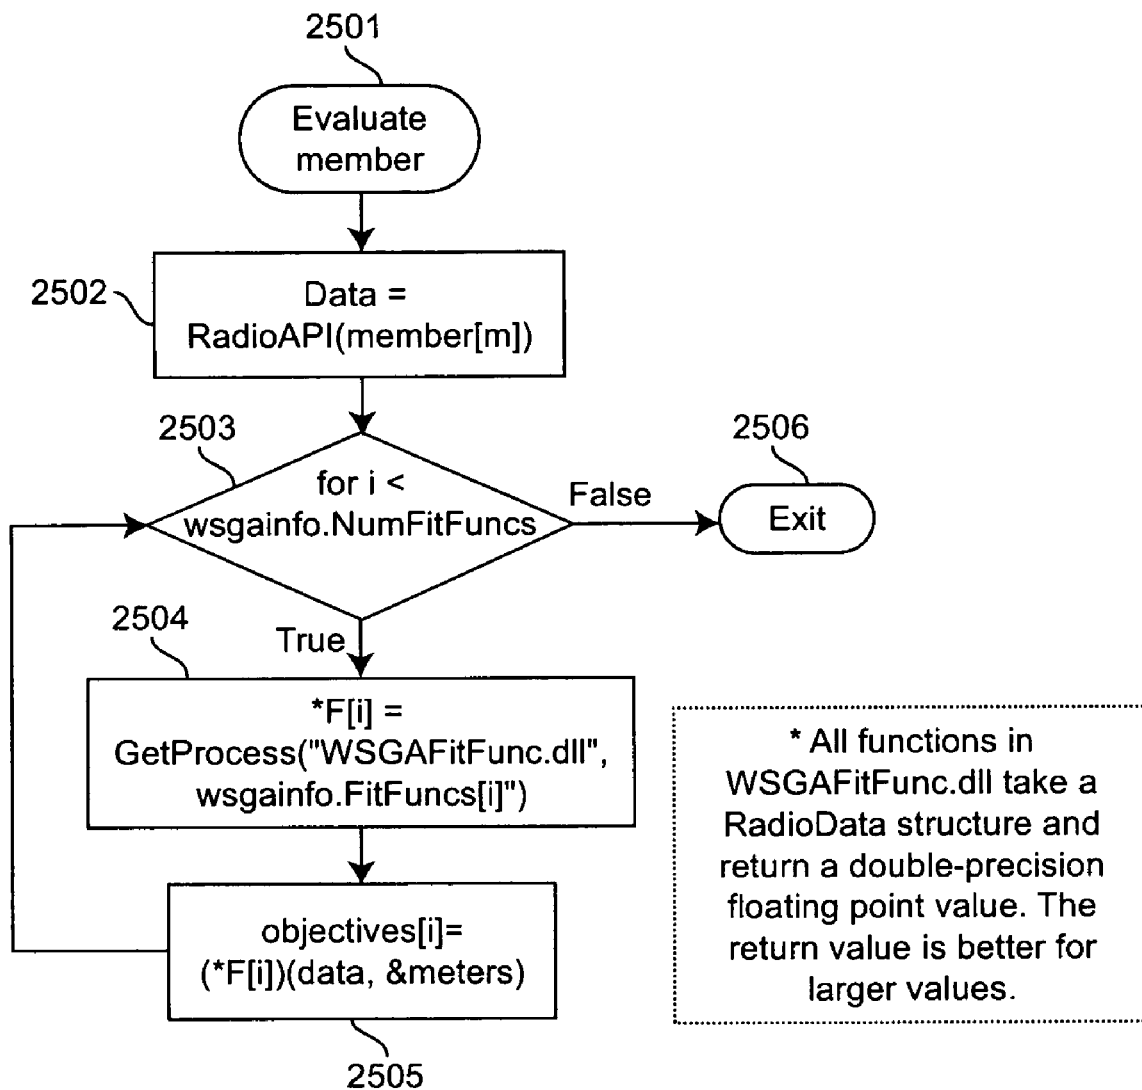 2501
Evaluate
member
2502
Data =
RadioAPI(member[m])
2503
for i <
wsgainfo.NumFitFuncs
False
2506
Exit
True
2504
*F[i] =
GetProcess("WSGAFitFunc.dll",
wsgainfo.FitFuncs[i]")
objectives[i]=
(*F[i])(data, &meters)
2505
* All functions in
WSGAFitFunc.dll take a
RadioData structure and
return a double-precision
floating point value. The
return value is better for
larger values.